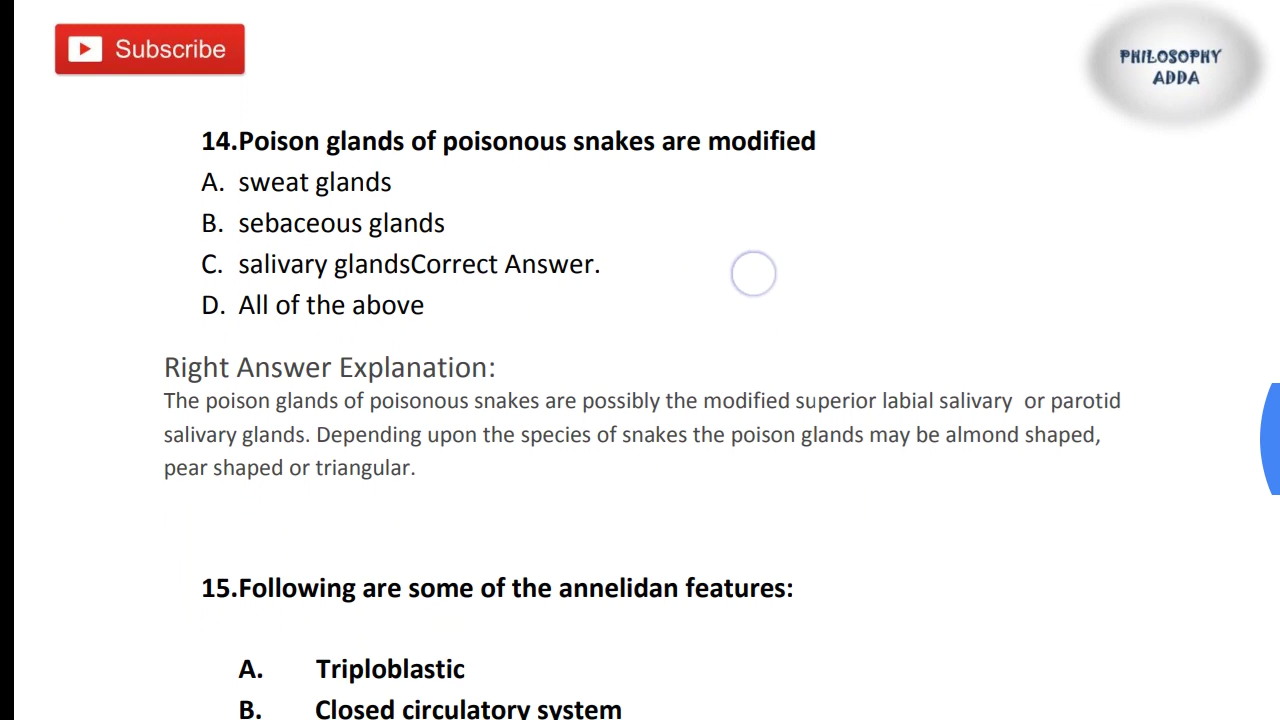 Subscribe
PHILOSOPHY
ADDA
14.Poison glands of poisonous snakes are modified
A. sweat glands
B. sebaceous glands
C. salivary glandsCorrect Answer.
D. All of the above
Right Answer Explanation:
The poison glands of poisonous snakes are possibly the modified superior labial salivary or parotid
salivary glands. Depending upon the species of snakes the poison glands may be almond shaped,
pear shaped or triangular.
15.Following are some of the annelidan features:
A. Triploblastic
B. Closed circulatory system